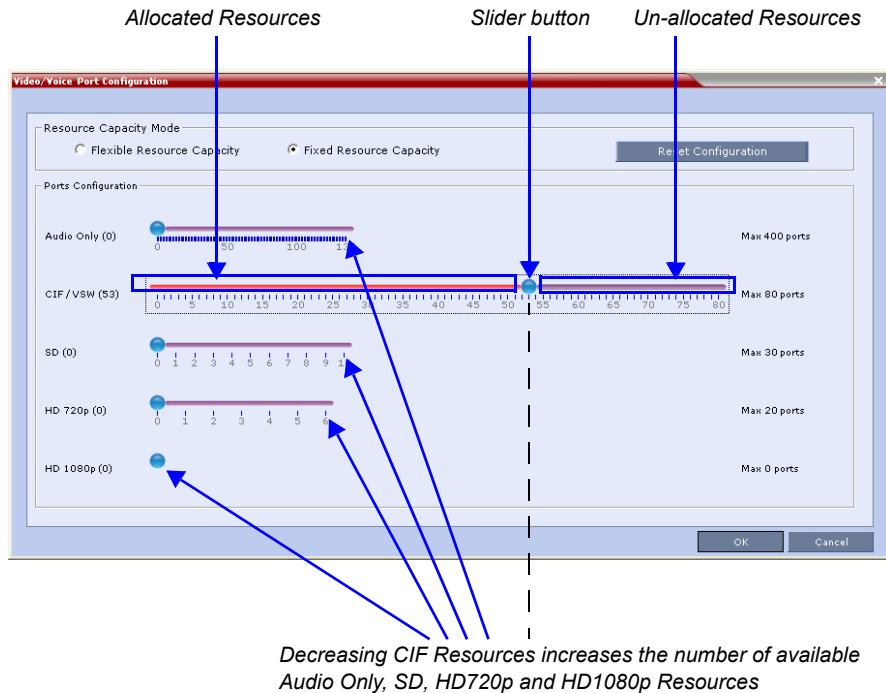 Allocated Resources Slider button Un-allocated Resources
Video/Voice Port Configuration
Resource Capacity Mode
Flexible Resource Capacity Fixed Resource Capacity Reset Configuration
Ports Configuration
Audio Only (0) Max 400 ports
0 50 100 13
CIF/VSW (53) Max 80 ports
0 5 10 15 20 25 30 35 40 45 50 55 60 65 70 75 80
SD (0) Max 30 ports
0 1 2 3 4 5 6 7 8 9 1
HD 720p (0) Max 20 ports
0 1 2 3 4 5 6
HD 1080p (0) Max 0 ports
OK Cancel
Decreasing CIF Resources increases the number of available
Audio Only, SD, HD720p and HD1080p Resources